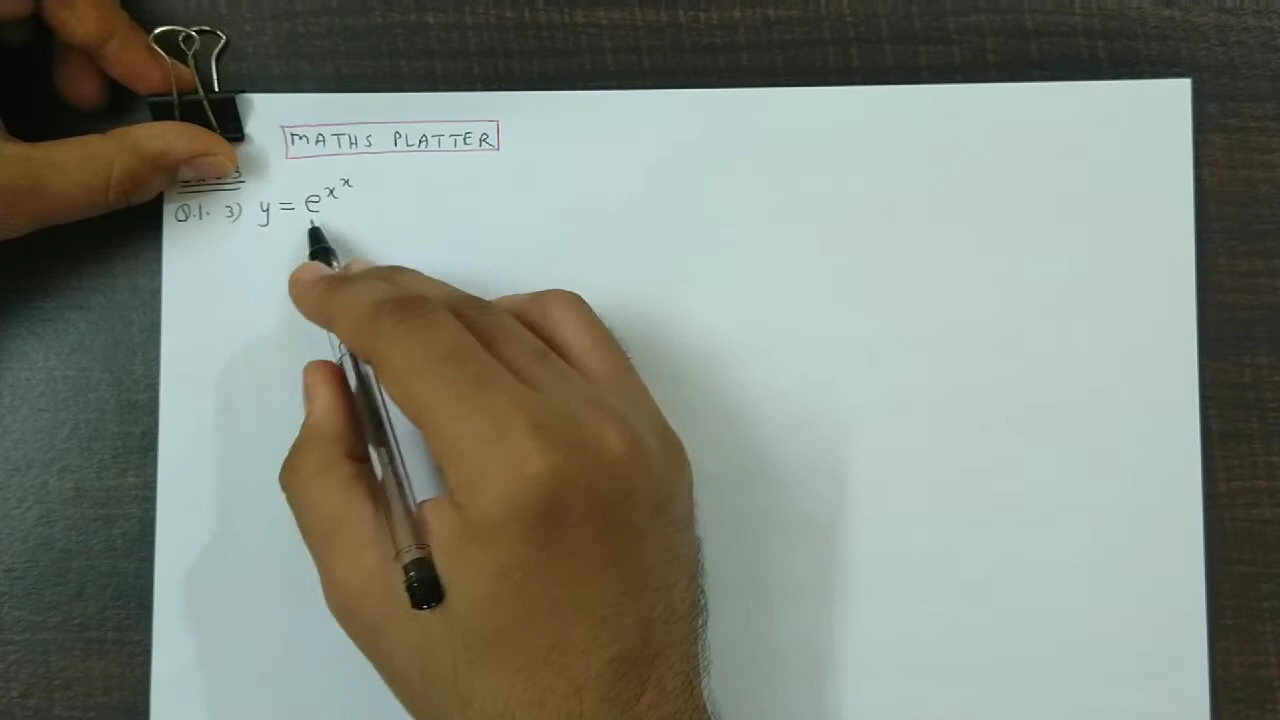 MATHS PLATTER
Q.1. 3) y = e^x^x